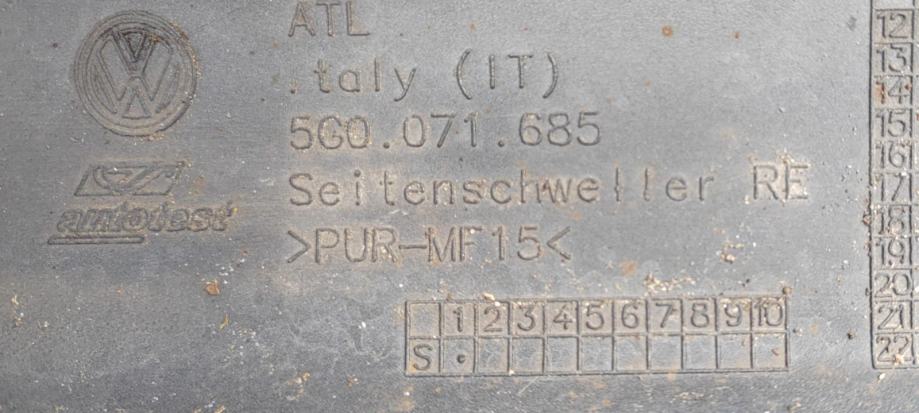 ATL
Italy (IT)
5G0.071.685
Seitenschweller RE
>PUR-MF15<
autotest
1 2 3 4 5 6 7 8 9 10
S
12
13
14
15
16
17
18
19
20
21
22